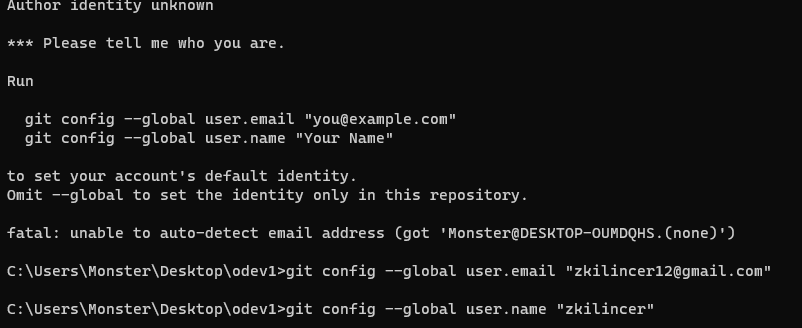 Author identity unknown
*** Please tell me who you are.
Run
git config --global user.email "you@example.com"
git config --global user.name "Your Name"
to set your account's default identity.
Omit --global to set the identity only in this repository.
fatal: unable to auto-detect email address (got 'Monster@DESKTOP-OUMDQHS.(none)')
C:\Users\Monster\Desktop\odev1>git config --global user.email "zkilincer12@gmail.com"
C:\Users\Monster\Desktop\odev1>git config --global user.name "zkilincer"